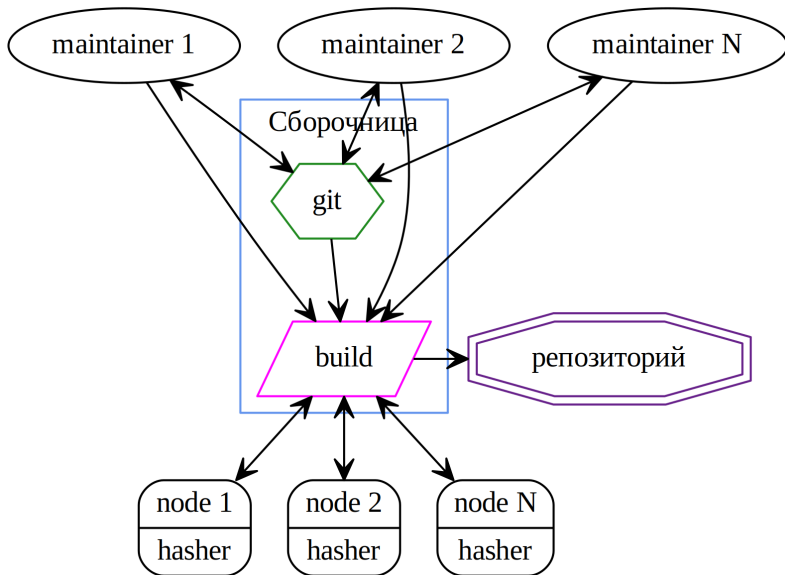 maintainer 1
maintainer 2
maintainer N
Сборочница
git
build
репозиторий
node 1
hasher
node 2
hasher
node N
hasher